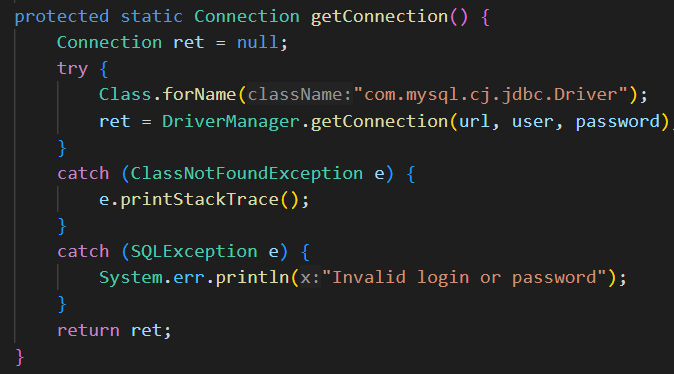 protected static Connection getConnection() {
Connection ret = null;
try {
Class.forName(className:"com.mysql.cj.jdbc.Driver");
ret = DriverManager.getConnection(url, user, password);
}
catch (ClassNotFoundException e) {
e.printStackTrace();
}
catch (SQLException e) {
System.err.println(x:"Invalid login or password");
}
return ret;
}